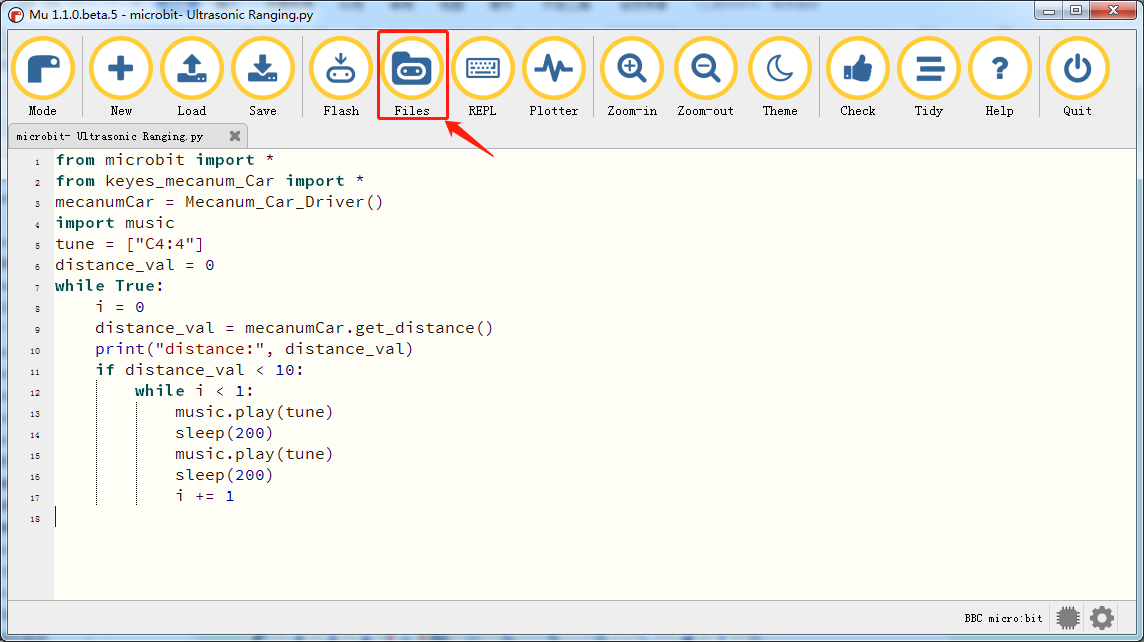 Mu 1.1.0.beta.5 - microbit- Ultrasonic Ranging.py
Mode New Load Save Flash Files REPL Plotter Zoom-in Zoom-out Theme Check Tidy Help Quit
microbit- Ultrasonic Ranging.py
1 from microbit import *
2 from keyes_mecanum_Car import *
3 mecanumCar = Mecanum_Car_Driver()
4 import music
5 tune = ["C4:4"]
6 distance_val = 0
7 while True:
8 i = 0
9 distance_val = mecanumCar.get_distance()
10 print("distance:", distance_val)
11 if distance_val < 10:
12 while i < 1:
13 music.play(tune)
14 sleep(200)
15 music.play(tune)
16 sleep(200)
17 i += 1
18
BBC micro:bit